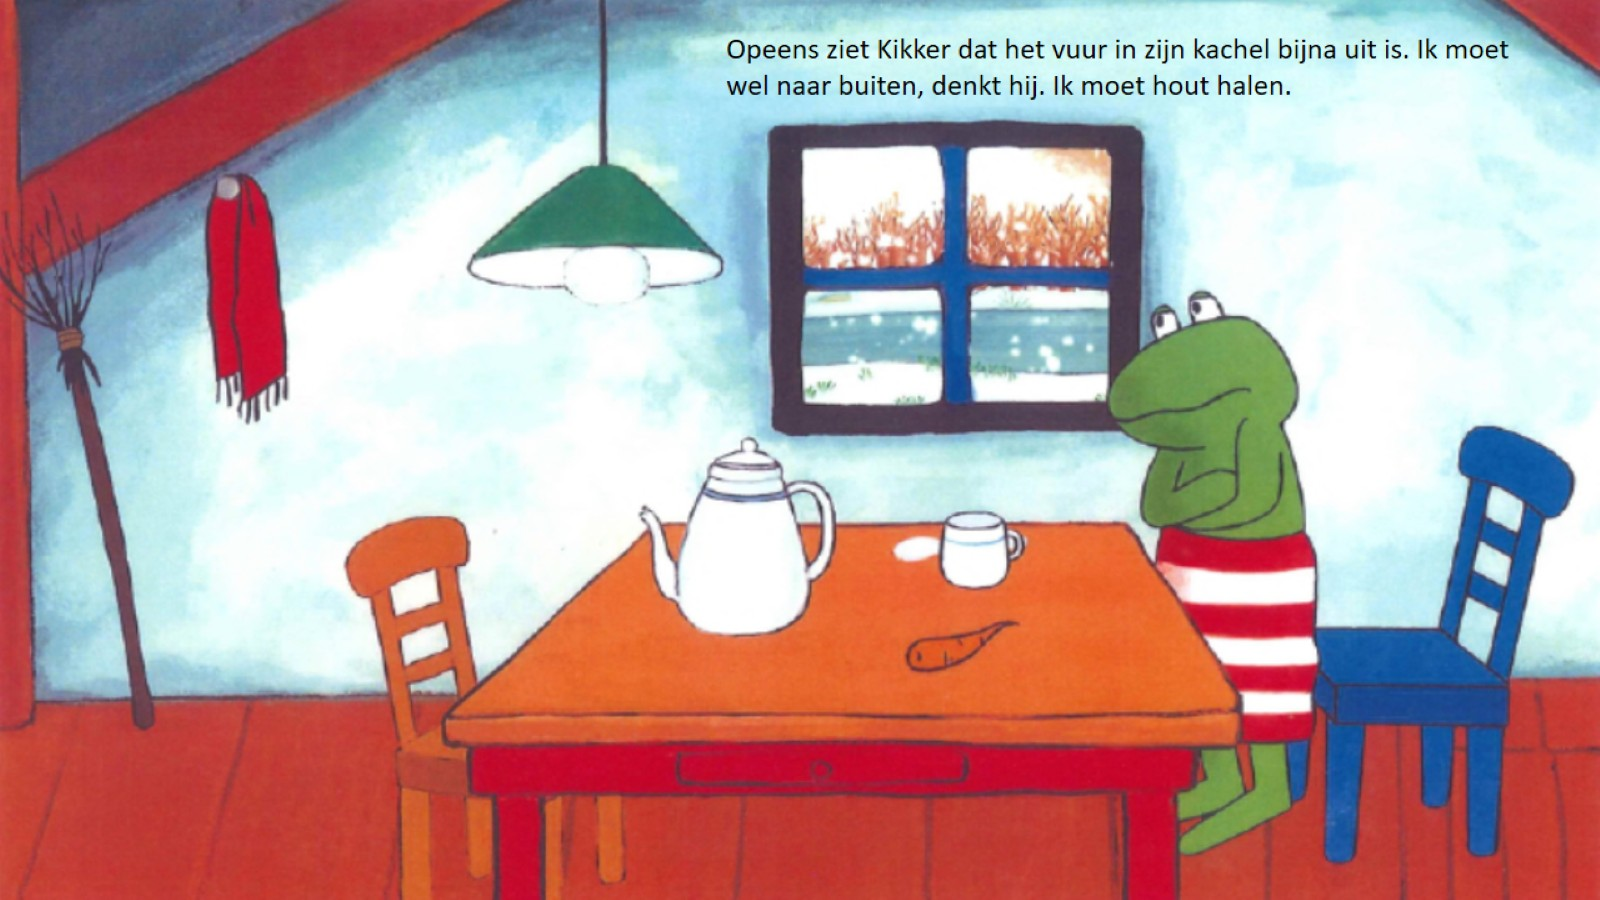 Opeens ziet Kikker dat het vuur in zijn kachel bijna uit is. Ik moet
wel naar buiten, denkt hij. Ik moet hout halen.